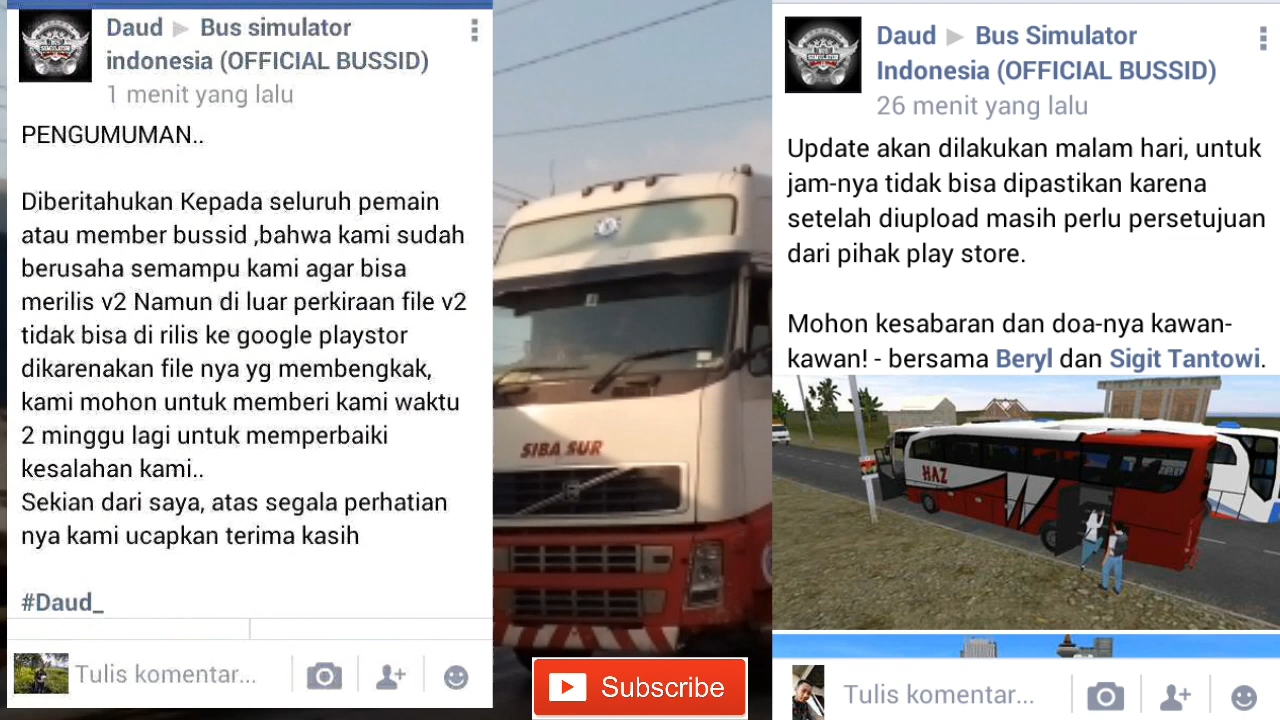 Daud ▶ Bus simulator
indonesia (OFFICIAL BUSSID)
1 menit yang lalu
PENGUMUMAN..
Diberitahukan Kepada seluruh pemain
atau member bussid ,bahwa kami sudah
berusaha semampu kami agar bisa
merilis v2 Namun di luar perkiraan file v2
tidak bisa di rilis ke google playstor
dikarenakan file nya yg membengkak,
kami mohon untuk memberi kami waktu
2 minggu lagi untuk memperbaiki
kesalahan kami..
Sekian dari saya, atas segala perhatian
nya kami ucapkan terima kasih
#Daud_
Tulis komentar...
SIBA SUR
Subscribe
Daud ▶ Bus Simulator
Indonesia (OFFICIAL BUSSID)
26 menit yang lalu
Update akan dilakukan malam hari, untuk
jam-nya tidak bisa dipastikan karena
setelah diupload masih perlu persetujuan
dari pihak play store.
Mohon kesabaran dan doa-nya kawan-
kawan! - bersama Beryl dan Sigit Tantowi.
HAZ
Tulis komentar...